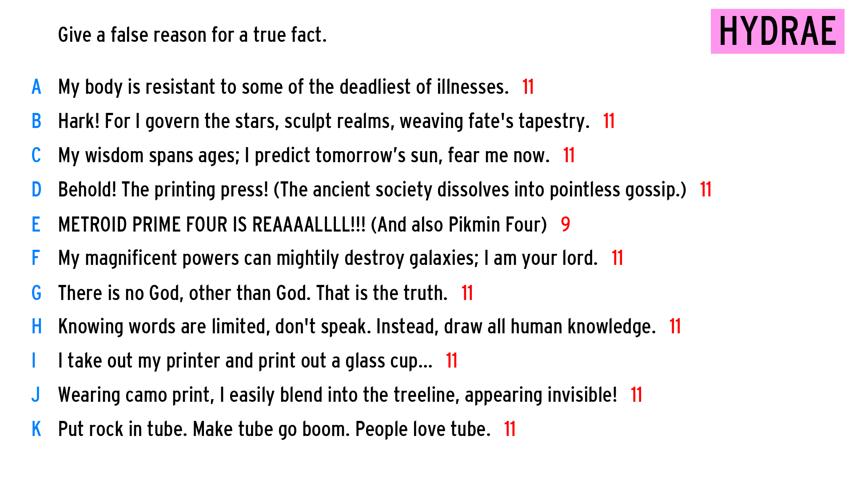 Give a false reason for a true fact.
HYDRAE
A My body is resistant to some of the deadliest of illnesses. 11
B Hark! For I govern the stars, sculpt realms, weaving fate's tapestry. 11
C My wisdom spans ages; I predict tomorrow’s sun, fear me now. 11
D Behold! The printing press! (The ancient society dissolves into pointless gossip.) 11
E METROID PRIME FOUR IS REAAAALLLL!!! (And also Pikmin Four) 9
F My magnificent powers can mightily destroy galaxies; I am your lord. 11
G There is no God, other than God. That is the truth. 11
H Knowing words are limited, don't speak. Instead, draw all human knowledge. 11
I I take out my printer and print out a glass cup... 11
J Wearing camo print, I easily blend into the treeline, appearing invisible! 11
K Put rock in tube. Make tube go boom. People love tube. 11